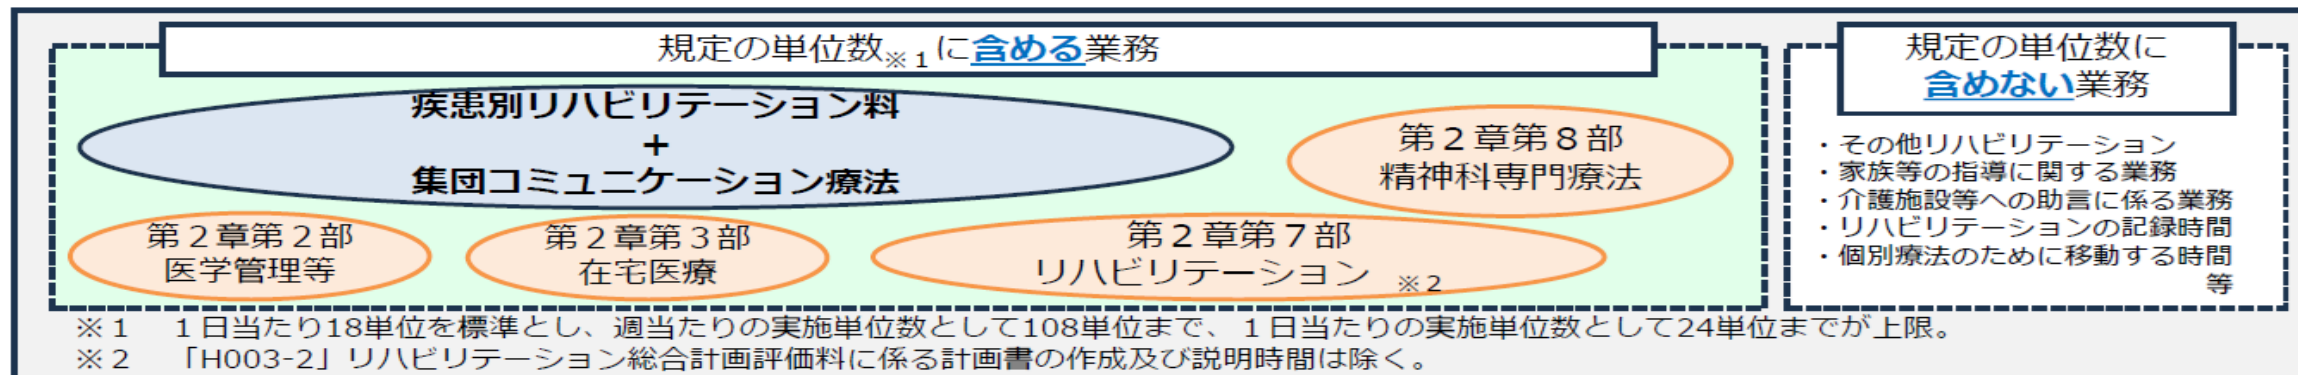 規定の単位数※１に含める業務
疾患別リハビリテーション料
＋
集団コミュニケーション療法
第２章第８部
精神科専門療法
第２章第２部
医学管理等
第２章第３部
在宅医療
第２章第７部
リハビリテーション ※２
規定の単位数に
含めない業務
・その他リハビリテーション
・家族等の指導に関する業務
・介護施設等への助言に係る業務
・リハビリテーションの記録時間
・個別療法のために移動する時間
等
※１　１日当たり18単位を標準とし、週当たりの実施単位数として108単位まで、１日当たりの実施単位数として24単位までが上限。
※２　「H003-2」リハビリテーション総合計画評価料に係る計画書の作成及び説明時間は除く。